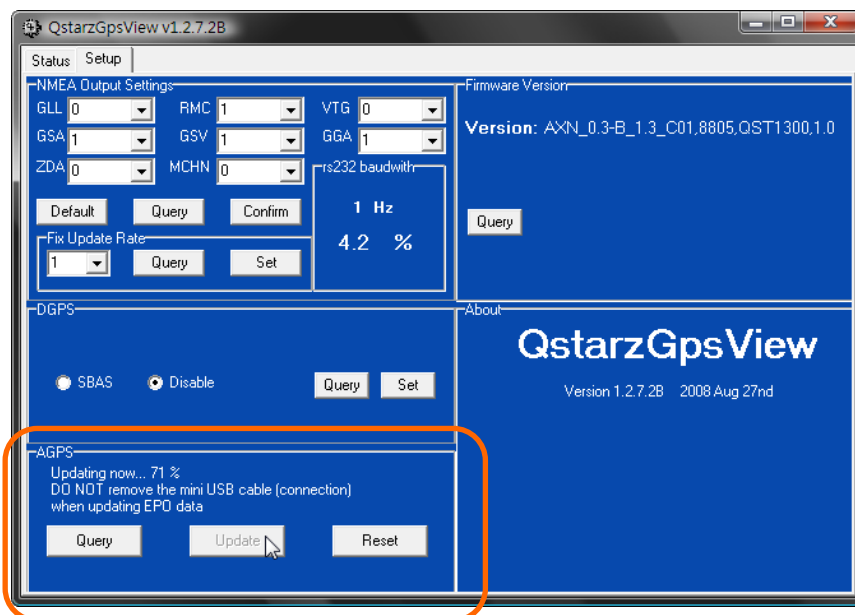 QstarzGpsView v1.2.7.2B
Status Setup
NMEA Output Settings
GLL 0 RMC 1 VTG 0
GSA 1 GSV 1 GGA 1
ZDA 0 MCHN 0
rs232 baudwith
Default Query Confirm
1 Hz
4.2 %
Fix Update Rate
1 Query Set
Firmware Version
Version: AXN_0.3-B_1.3_C01,8805,QST1300,1.0
Query
DGPS
SBAS Disable Query Set
About
QstarzGpsView
Version 1.2.7.2B 2008 Aug 27nd
AGPS
Updating now... 71 %
DO NOT remove the mini USB cable (connection)
when updating EPO data
Query Update Reset